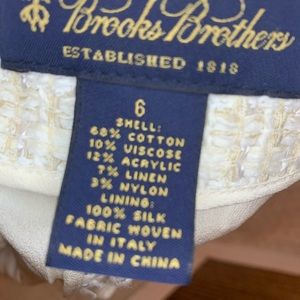 Brooks Brothers
ESTABLISHED 1818
6
SHELL:
68% COTTON
10% VISCOSE
12% ACRYLIC
7% LINEN
3% NYLON
LINING:
100% SILK
FABRIC WOVEN
IN ITALY
MADE IN CHINA